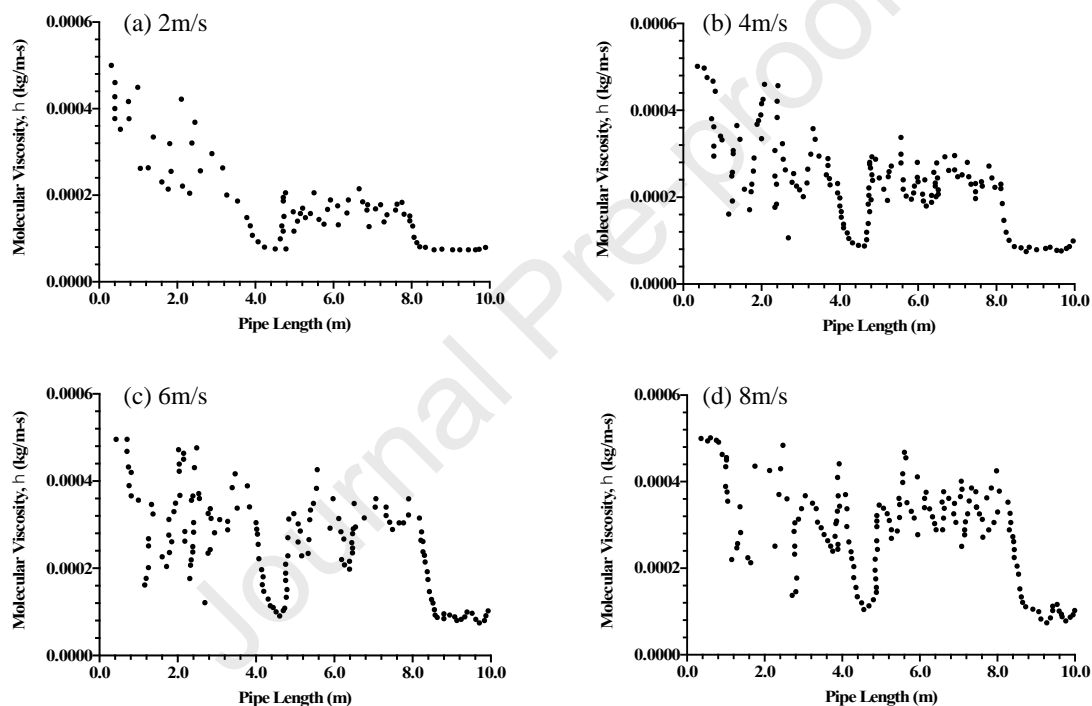 (a) 2m/s
0.0006
0.0004
0.0002
0.0000
Molecular Viscosity, h (kg/m-s)
0.0 2.0 4.0 6.0 8.0 10.0
Pipe Length (m)
(b) 4m/s
0.0006
0.0004
0.0002
0.0000
Molecular Viscosity, h (kg/m-s)
0.0 2.0 4.0 6.0 8.0 10.0
Pipe Length (m)
(c) 6m/s
0.0006
0.0004
0.0002
0.0000
Molecular Viscosity, h (kg/m-s)
0.0 2.0 4.0 6.0 8.0 10.0
Pipe Length (m)
(d) 8m/s
0.0006
0.0004
0.0002
0.0000
Molecular Viscosity, h (kg/m-s)
0.0 2.0 4.0 6.0 8.0 10.0
Pipe Length (m)
Journal Pre-proof